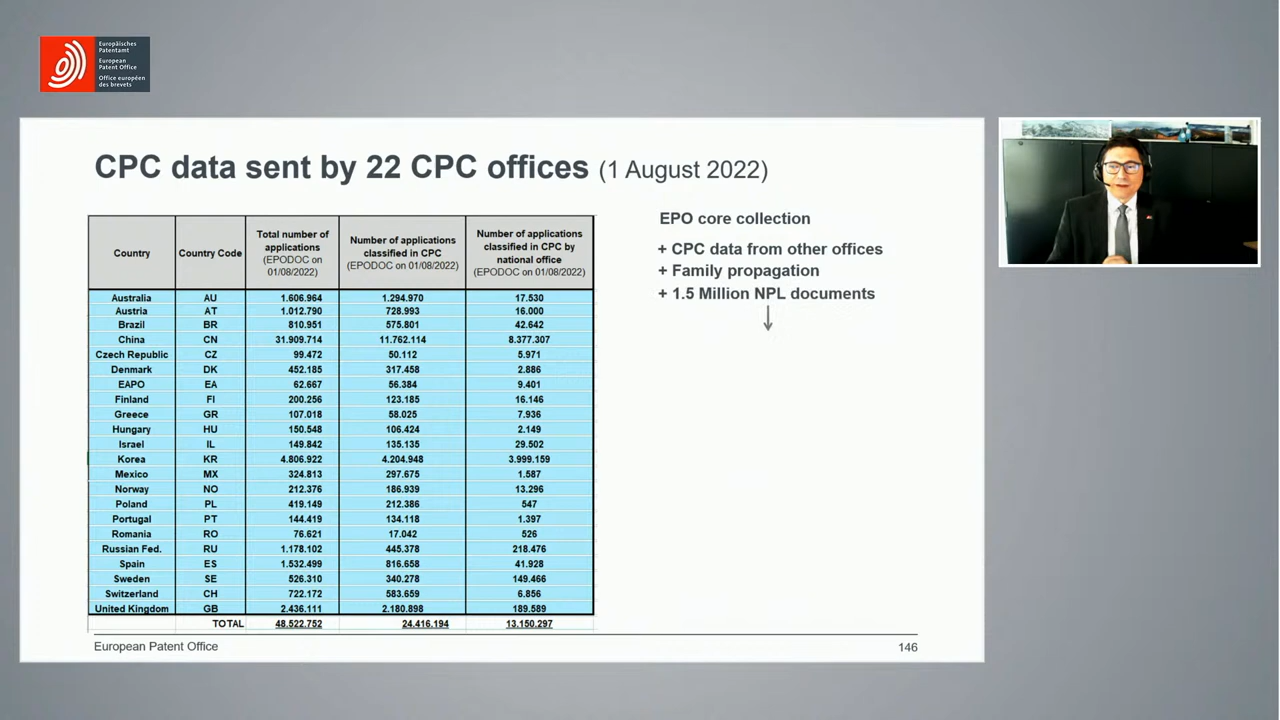 Europäisches
Patentamt
European
Patent Office
Office européen
des brevets
CPC data sent by 22 CPC offices (1 August 2022)
Country | Country Code | Total number of applications (EPODOC on 01/08/2022) | Number of applications classified in CPC (EPODOC on 01/08/2022) | Number of applications classified in CPC by national office (EPODOC on 01/08/2022)
Australia AU 1.606.964 1.294.970 17.530
Austria AT 1.012.790 728.993 16.000
Brazil BR 810.951 575.801 42.642
China CN 31.909.714 11.762.114 8.377.307
Czech Republic CZ 99.472 50.112 5.971
Denmark DK 452.185 317.458 2.886
EAPO EA 62.667 56.384 9.401
Finland FI 200.256 123.185 16.146
Greece GR 107.018 58.025 7.936
Hungary HU 150.548 106.424 2.149
Israel IL 149.842 135.135 29.502
Korea KR 4.806.922 4.204.948 3.999.159
Mexico MX 324.813 297.675 1.587
Norway NO 212.376 186.939 13.296
Poland PL 419.149 212.386 547
Portugal PT 144.419 134.118 1.397
Romania RO 76.621 17.042 526
Russian Fed. RU 1.178.102 445.378 218.476
Spain ES 1.532.499 816.658 41.928
Sweden SE 526.310 340.278 149.466
Switzerland CH 722.172 583.659 6.856
United Kingdom GB 2.436.111 2.180.898 189.589
TOTAL 48.522.752 24.416.194 13.150.297
EPO core collection
+ CPC data from other offices
+ Family propagation
+ 1.5 Million NPL documents
European Patent Office
146